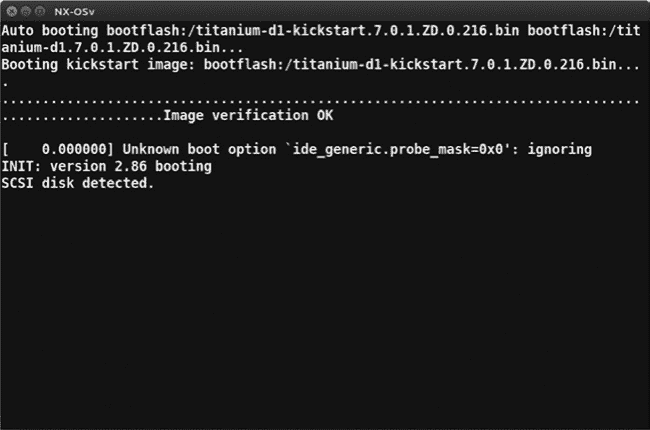 NX-OSv
Auto booting bootflash:/titanium-d1-kickstart.7.0.1.ZD.0.216.bin bootflash:/tit
anium-d1.7.0.1.ZD.0.216.bin...
Booting kickstart image: bootflash:/titanium-d1-kickstart.7.0.1.ZD.0.216.bin...
.
...............................................................................
....................Image verification OK
[    0.000000] Unknown boot option `ide_generic.probe_mask=0x0': ignoring
INIT: version 2.86 booting
SCSI disk detected.